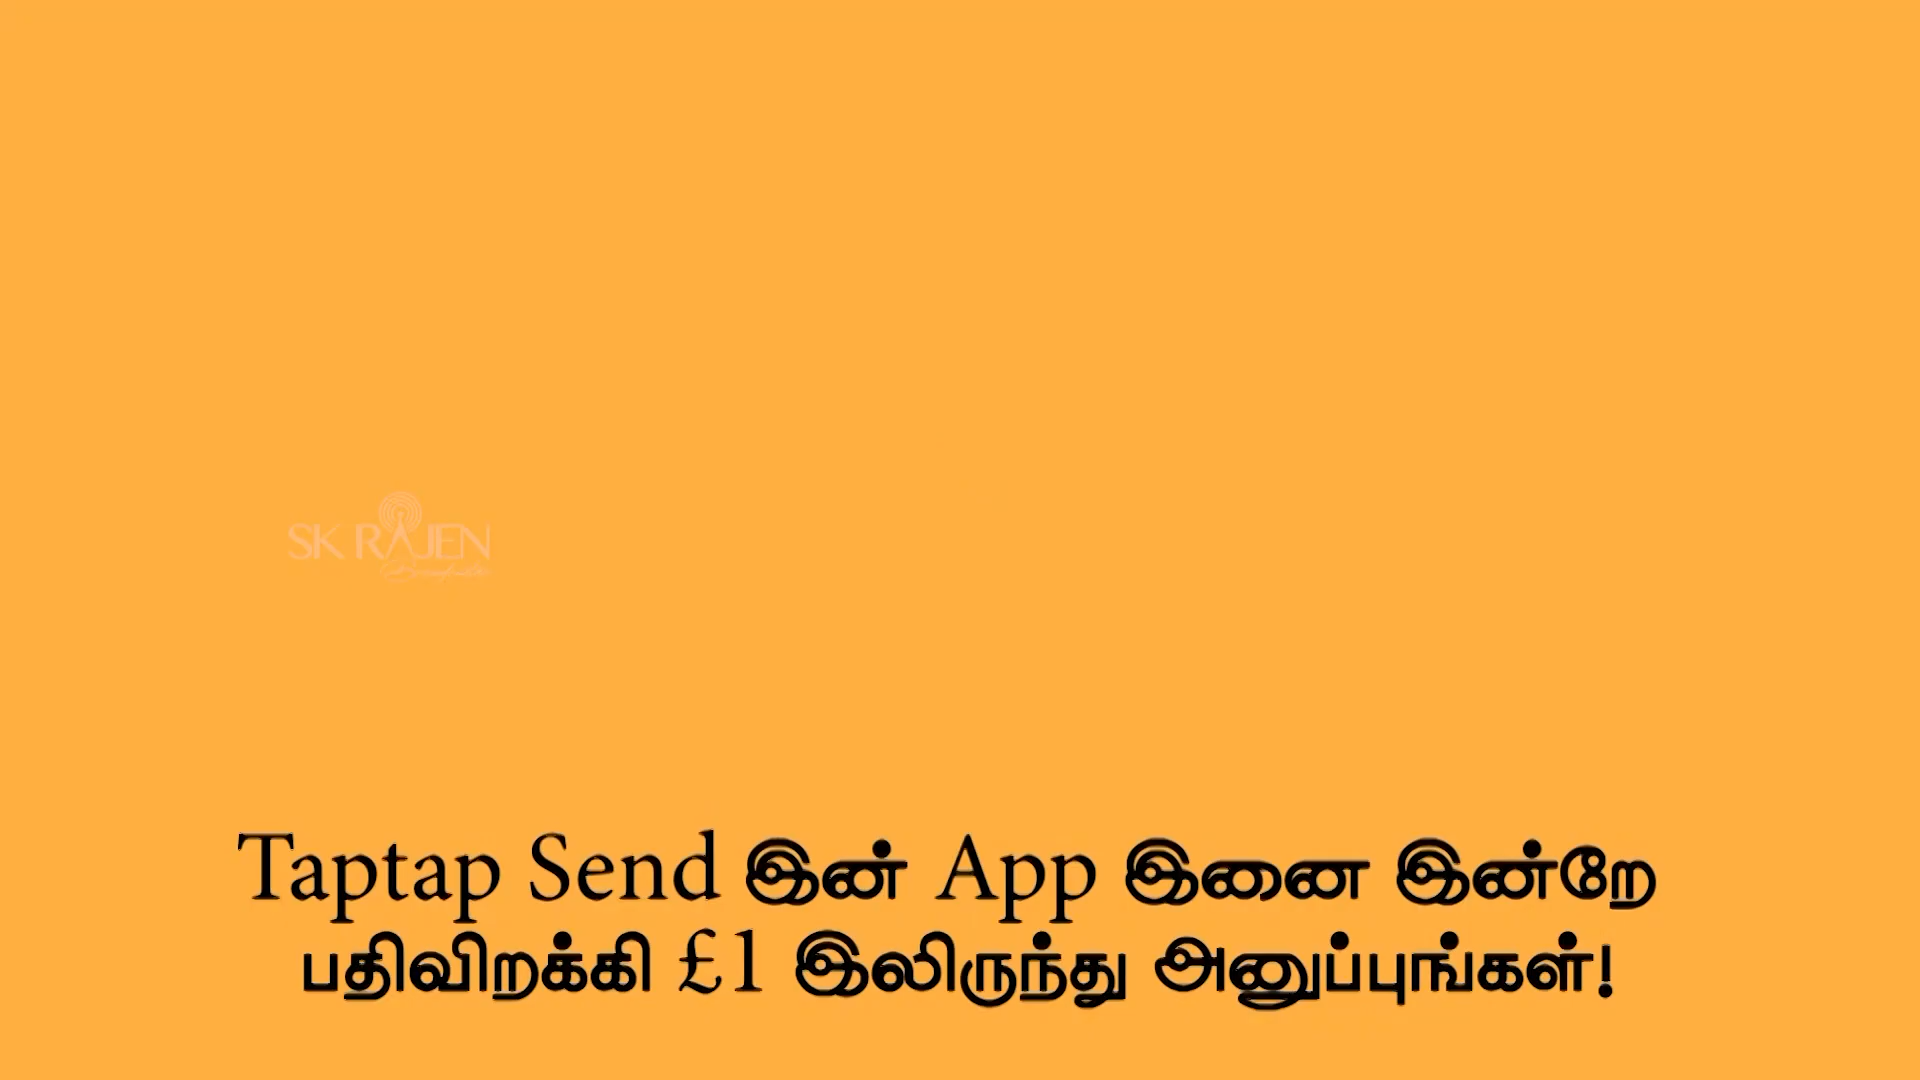 SK RAJEN
Taptap Send இன் App இனை இன்றே
பதிவிறக்கி £1 இலிருந்து அனுப்புங்கள்!